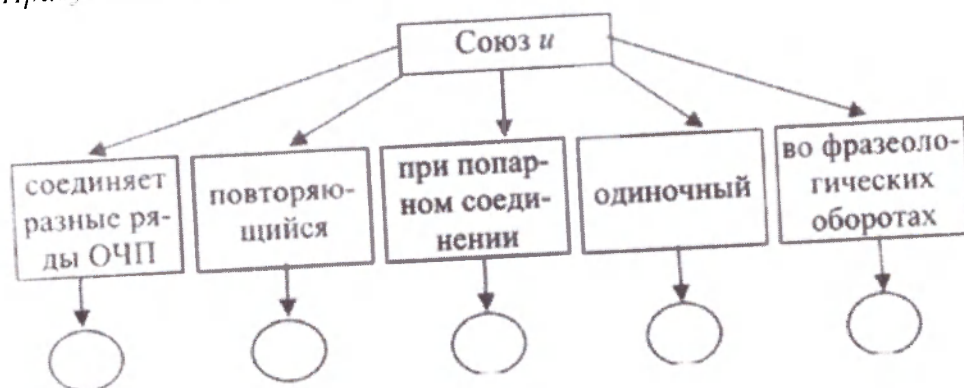 Союз и
соединяет
разные ря-
ды ОЧП
повторяю-
щийся
при попар-
ном соеди-
нении
одиночный
во фразеоло-
гических
оборотах